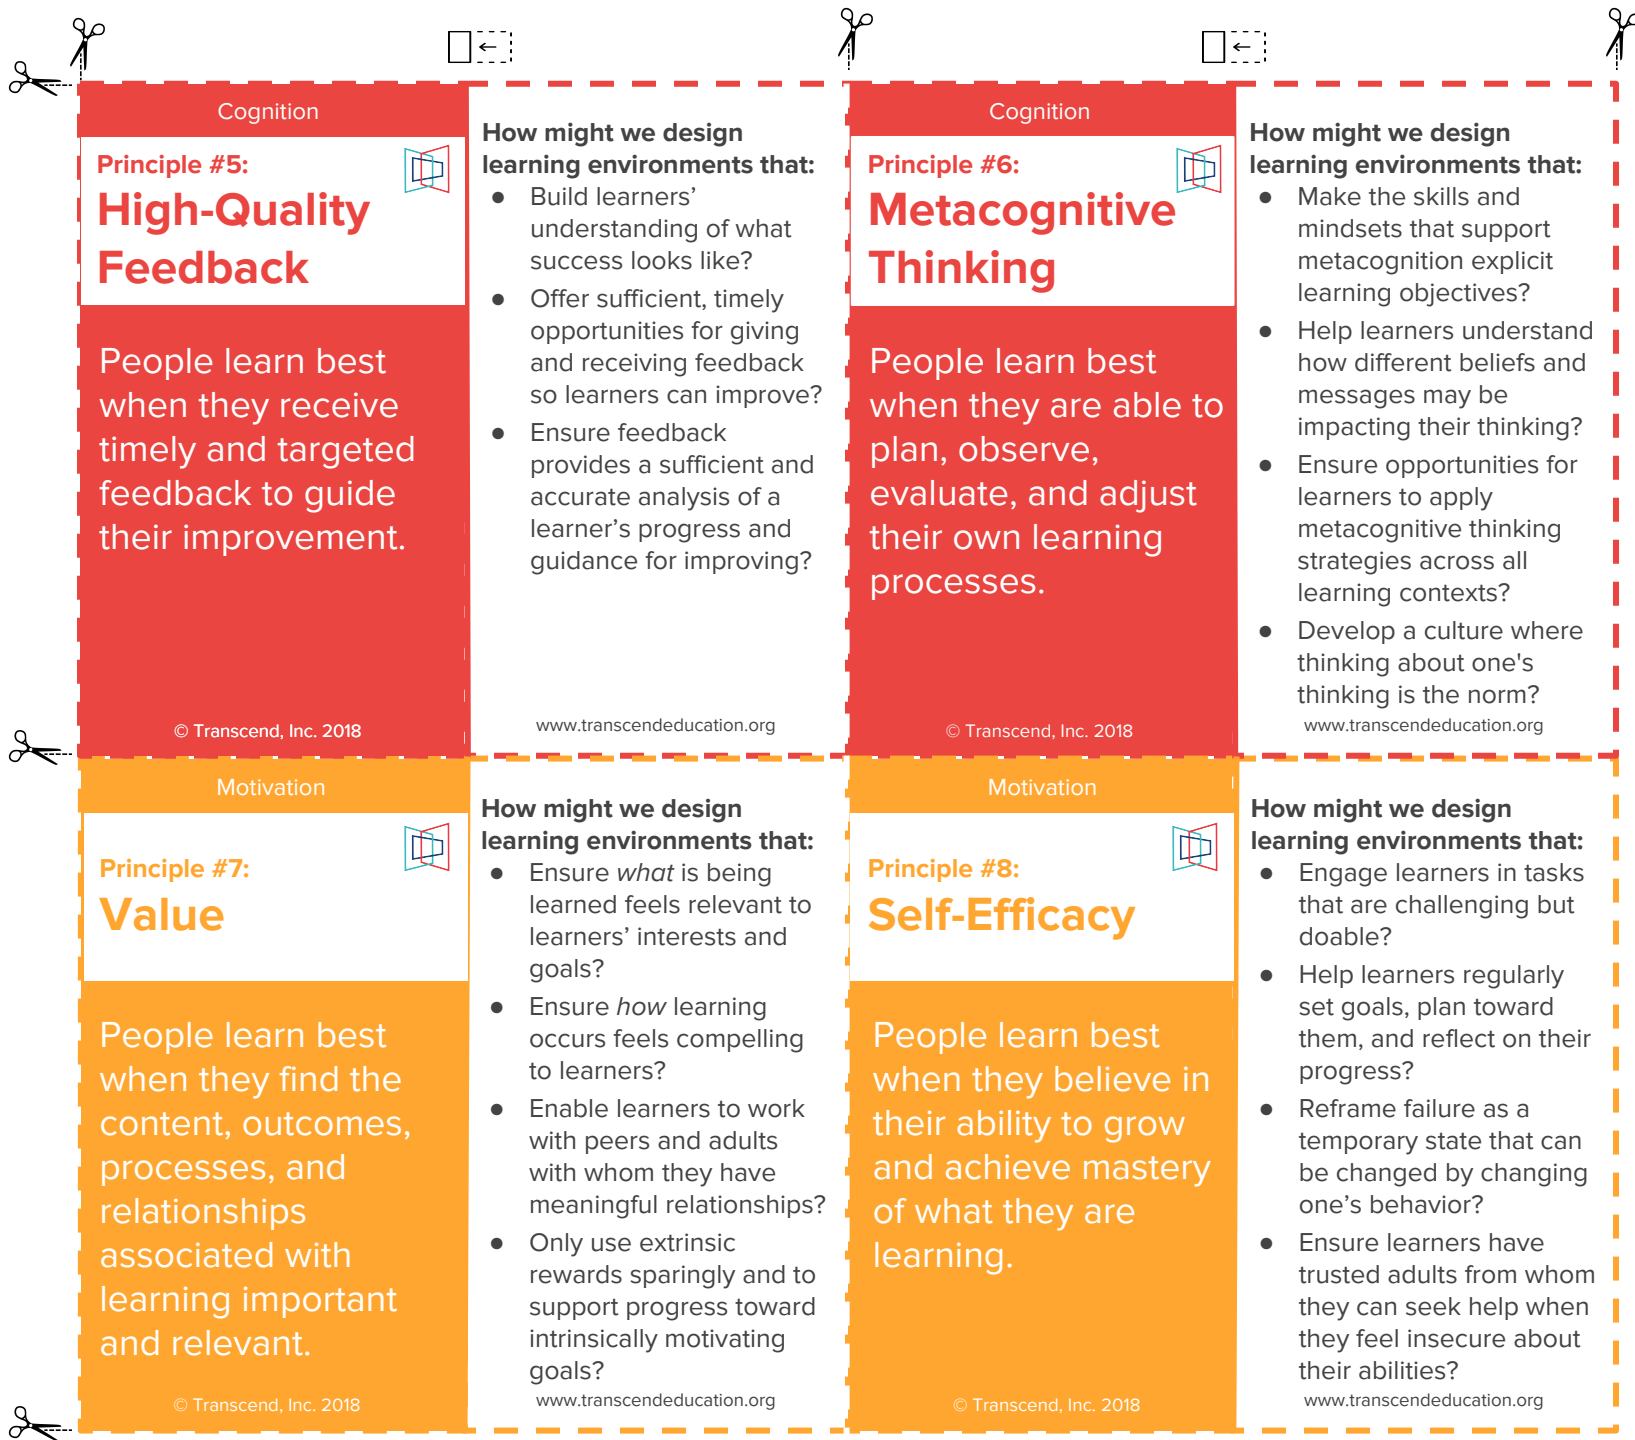 Cognition
Principle #5:
High-Quality
Feedback
People learn best
when they receive
timely and targeted
feedback to guide
their improvement.
© Transcend, Inc. 2018
How might we design
learning environments that:
● Build learners’
understanding of what
success looks like?
● Offer sufficient, timely
opportunities for giving
and receiving feedback
so learners can improve?
● Ensure feedback
provides a sufficient and
accurate analysis of a
learner’s progress and
guidance for improving?
www.transcendeducation.org
Cognition
Principle #6:
Metacognitive
Thinking
People learn best
when they are able to
plan, observe,
evaluate, and adjust
their own learning
processes.
© Transcend, Inc. 2018
How might we design
learning environments that:
● Make the skills and
mindsets that support
metacognition explicit
learning objectives?
● Help learners understand
how different beliefs and
messages may be
impacting their thinking?
● Ensure opportunities for
learners to apply
metacognitive thinking
strategies across all
learning contexts?
● Develop a culture where
thinking about one's
thinking is the norm?
www.transcendeducation.org
Motivation
Principle #7:
Value
People learn best
when they find the
content, outcomes,
processes, and
relationships
associated with
learning important
and relevant.
© Transcend, Inc. 2018
How might we design
learning environments that:
● Ensure what is being
learned feels relevant to
learners’ interests and
goals?
● Ensure how learning
occurs feels compelling
to learners?
● Enable learners to work
with peers and adults
with whom they have
meaningful relationships?
● Only use extrinsic
rewards sparingly and to
support progress toward
intrinsically motivating
goals?
www.transcendeducation.org
Motivation
Principle #8:
Self-Efficacy
People learn best
when they believe in
their ability to grow
and achieve mastery
of what they are
learning.
© Transcend, Inc. 2018
How might we design
learning environments that:
● Engage learners in tasks
that are challenging but
doable?
● Help learners regularly
set goals, plan toward
them, and reflect on their
progress?
● Reframe failure as a
temporary state that can
be changed by changing
one’s behavior?
● Ensure learners have
trusted adults from whom
they can seek help when
they feel insecure about
their abilities?
www.transcendeducation.org